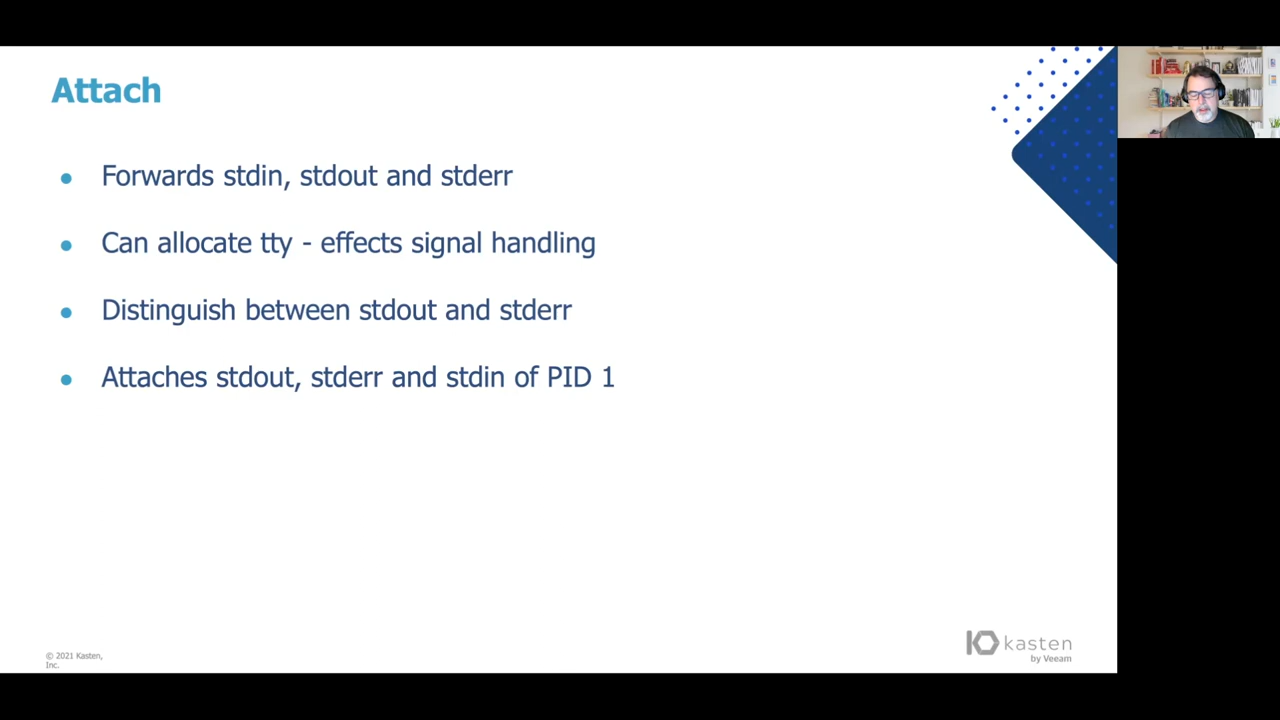 Attach
• Forwards stdin, stdout and stderr
• Can allocate tty - effects signal handling
• Distinguish between stdout and stderr
• Attaches stdout, stderr and stdin of PID 1
© 2021 Kasten,
Inc.
kasten
by Veeam